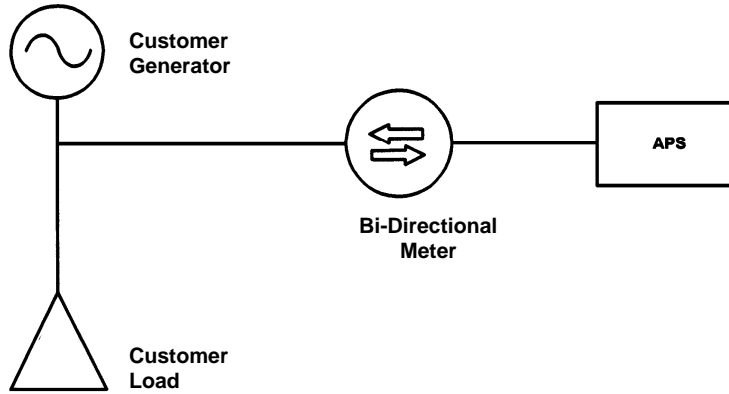 Customer
Generator
APS
Bi-Directional
Meter
Customer
Load